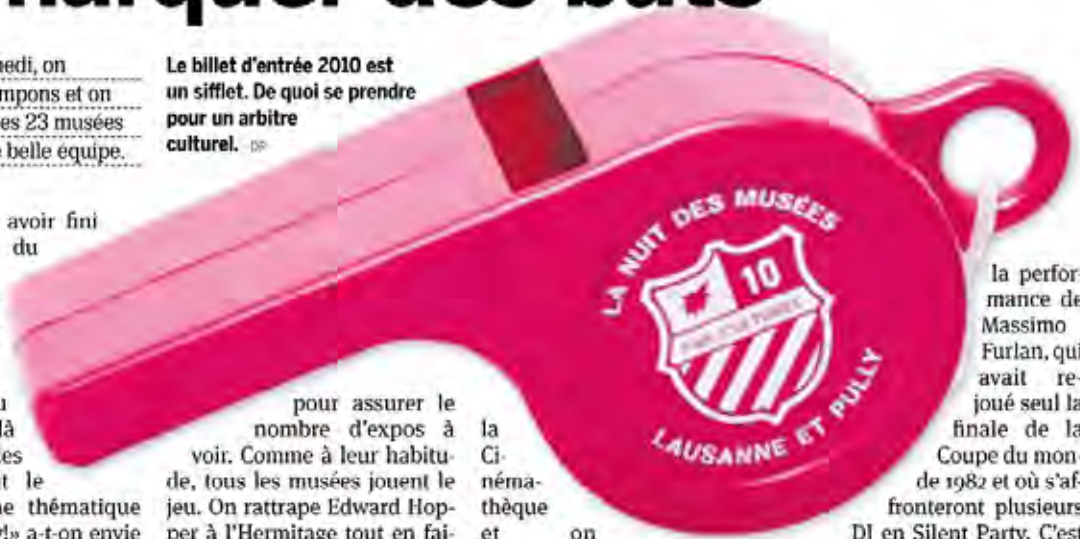 marquer des buts
medi, on
mpons et on
es 23 musées
belle équipe.
avoir fini
du
Le billet d'entrée 2010 est
un sifflet. De quoi se prendre
pour un arbitre
culturel. DR
LA NUIT DES MUSÉES
10
LAUSANNE ET PULLY
là
t le
ne thématique
!» a-t-on envie
pour assurer le
nombre d'expos à
voir. Comme à leur habitu-
de, tous les musées jouent le
jeu. On rattrape Edward Hop-
per à l'Hermitage tout en fai-
la
Ci-
néma-
thèque
et on
la perfor-
mance de
Massimo
Furlan, qui
avait re-
joué seul la
finale de la
Coupe du mon-
de 1982 et où s'af-
fronteront plusieurs
DJ en Silent Party. C'est